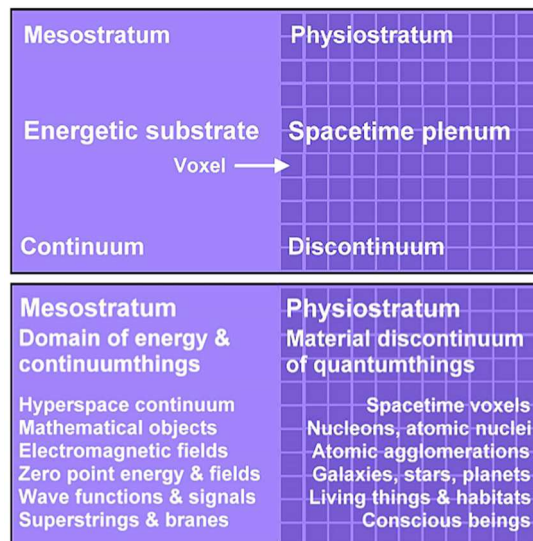 Mesostratum
Physiostratum
Energetic substrate
Spacetime plenum
Voxel
Continuum
Discontinuum
Mesostratum
Domain of energy &
continuumthings
Hyperspace continuum
Mathematical objects
Electromagnetic fields
Zero point energy & fields
Wave functions & signals
Superstrings & branes
Physiostratum
Material discontinuum
of quantumthings
Spacetime voxels
Nucleons, atomic nuclei
Atomic agglomerations
Galaxies, stars, planets
Living things & habitats
Conscious beings